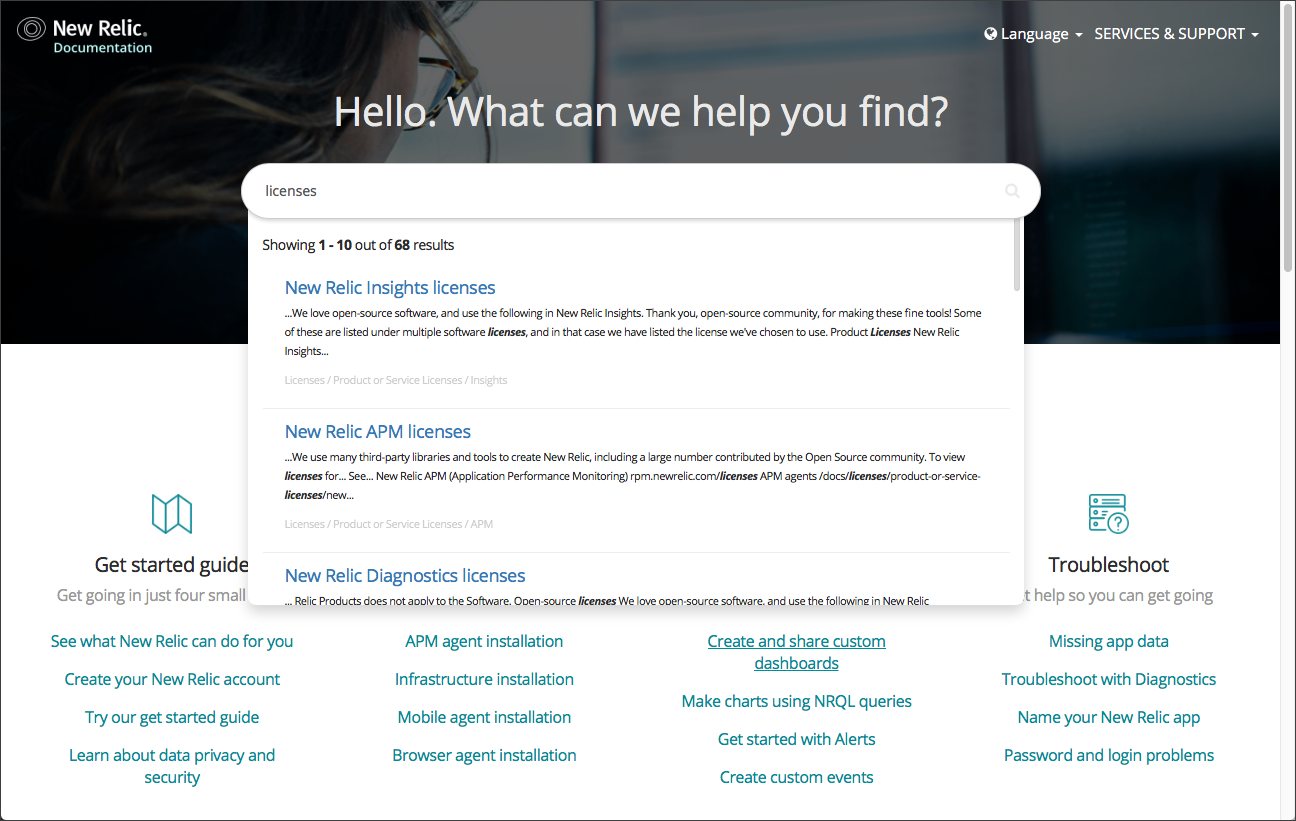 New Relic.
Documentation
Language
SERVICES & SUPPORT
Hello. What can we help you find?
licenses
Showing 1 - 10 out of 68 results
New Relic Insights licenses
...We love open-source software, and use the following in New Relic Insights. Thank you, open-source community, for making these fine tools! Some
of these are listed under multiple software licenses, and in that case we have listed the license we've chosen to use. Product Licenses New Relic
Insights...
Licenses / Product or Service Licenses / Insights
New Relic APM licenses
...We use many third-party libraries and tools to create New Relic, including a large number contributed by the Open Source community. To view
licenses for... See... New Relic APM (Application Performance Monitoring) rpm.newrelic.com/licenses APM agents /docs/licenses/product-or-service-
licenses/new...
Licenses / Product or Service Licenses / APM
New Relic Diagnostics licenses
... Relic Products does not apply to the Software. Open-source licenses We love open-source software, and use the following in New Relic
Get started guide
Get going in just four small
See what New Relic can do for you
Create your New Relic account
Try our get started guide
Learn about data privacy and
security
APM agent installation
Infrastructure installation
Mobile agent installation
Browser agent installation
Create and share custom
dashboards
Make charts using NRQL queries
Get started with Alerts
Create custom events
Troubleshoot
help so you can get going
Missing app data
Troubleshoot with Diagnostics
Name your New Relic app
Password and login problems